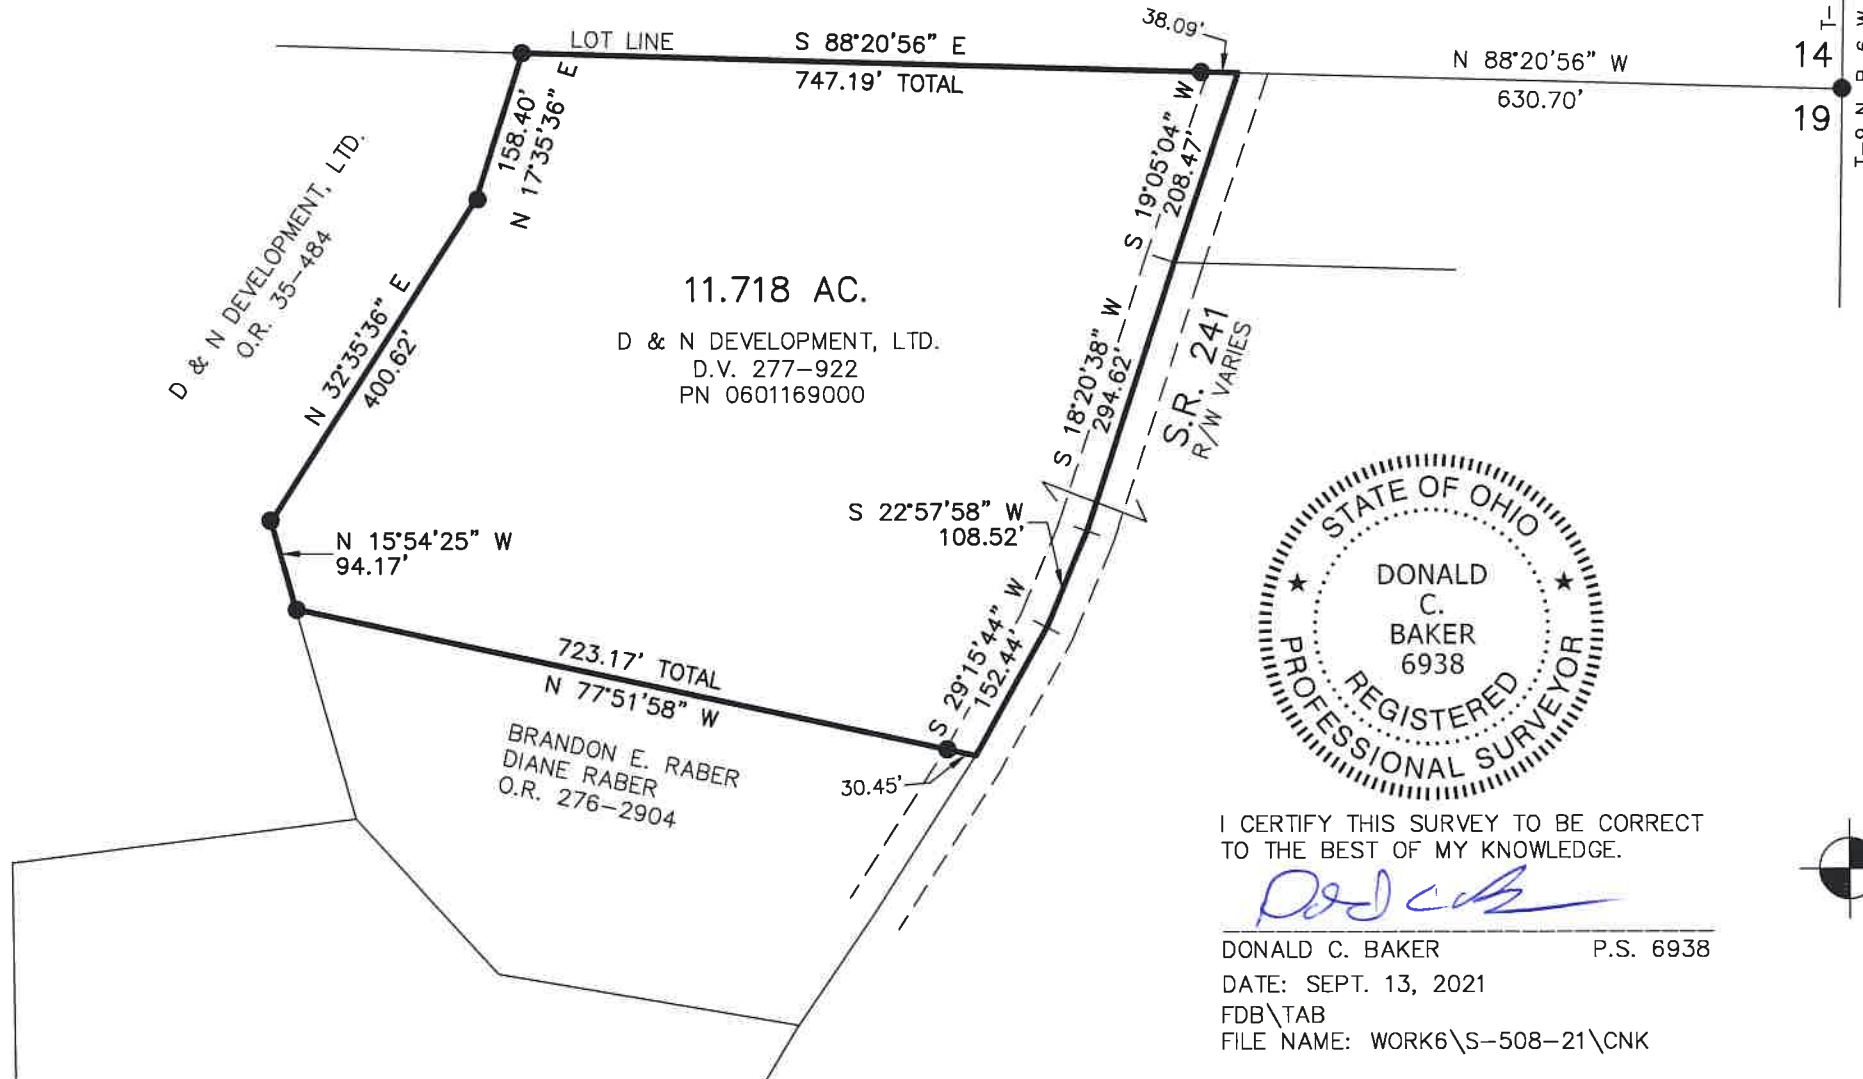 38.09'
LOT LINE
S 88°20'56" E
747.19' TOTAL
N 88°20'56" W
630.70'
14
19
158.40'
N 17°35'36" E
S 19°05'04" W
208.47'
D & N DEVELOPMENT, LTD.
O.R. 35-484
N 32°35'36" E
400.62'
11.718 AC.
D & N DEVELOPMENT, LTD.
D.V. 277-922
PN 0601169000
S 18°20'38" W
294.62'
S.R. 241
R/W VARIES
S 22°57'58" W
108.52'
N 15°54'25" W
94.17'
S 29°15'44" W
152.44'
723.17' TOTAL
N 77°51'58" W
BRANDON E. RABER
DIANE RABER
O.R. 276-2904
30.45'
STATE OF OHIO
DONALD
C.
BAKER
6938
REGISTERED
PROFESSIONAL SURVEYOR
I CERTIFY THIS SURVEY TO BE CORRECT
TO THE BEST OF MY KNOWLEDGE.
DONALD C. BAKER P.S. 6938
DATE: SEPT. 13, 2021
FDB\TAB
FILE NAME: WORK6\S-508-21\CNK